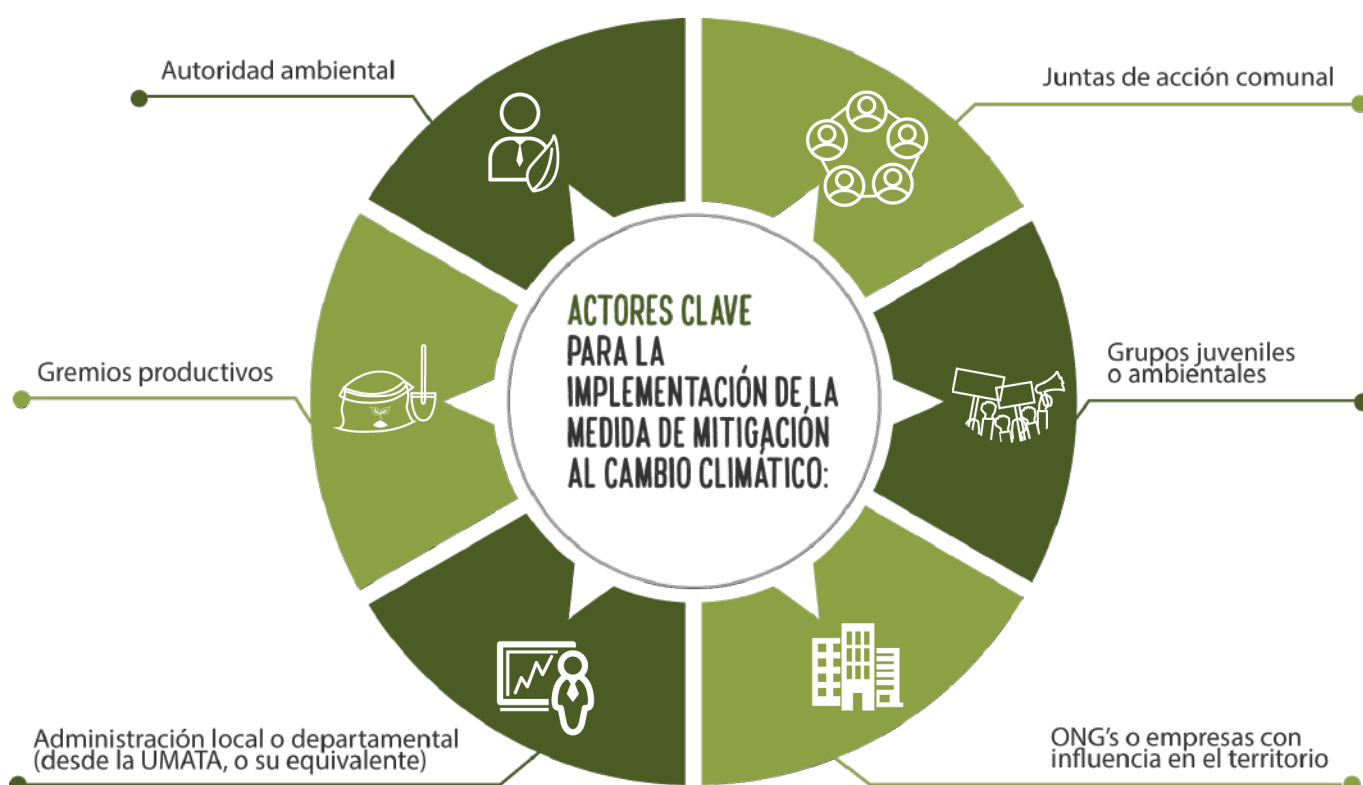 Autoridad ambiental
Juntas de acción comunal
ACTORES CLAVE
PARA LA
IMPLEMENTACIÓN DE LA
MEDIDA DE MITIGACIÓN
AL CAMBIO CLIMÁTICO:
Gremios productivos
Grupos juveniles
o ambientales
Administración local o departamental
(desde la UMATA, o su equivalente)
ONG's o empresas con
influencia en el territorio